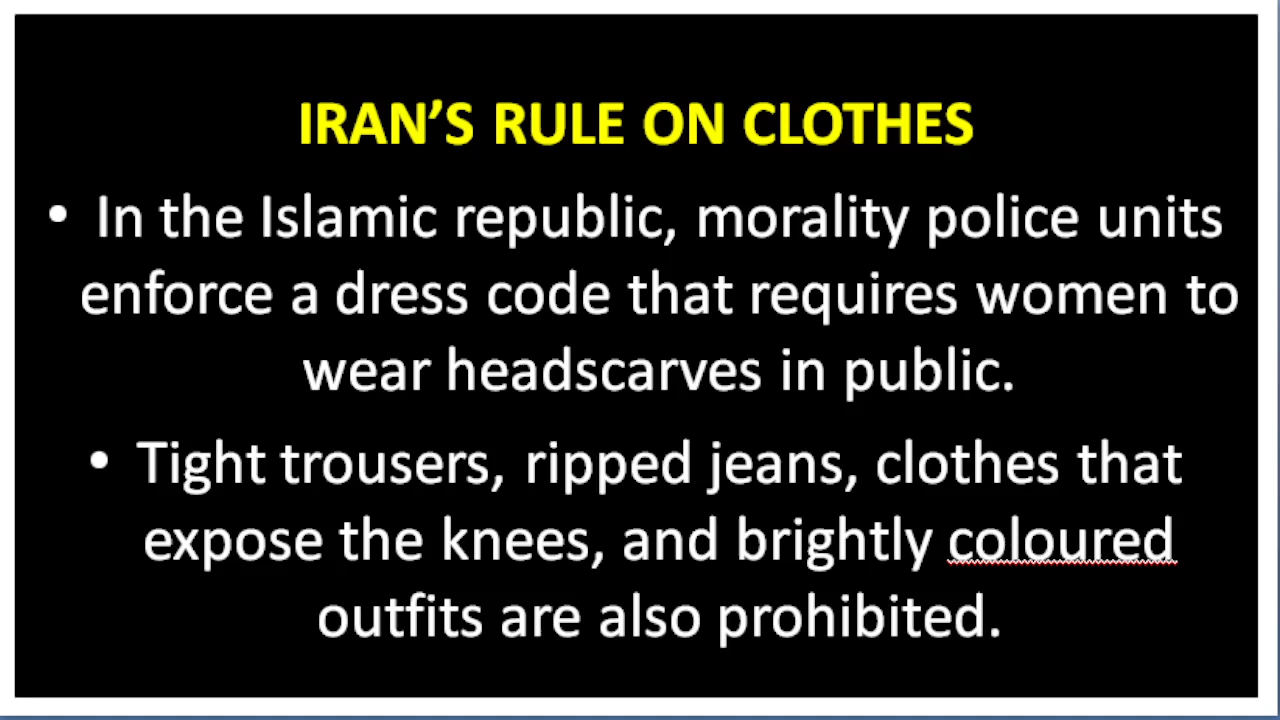 IRAN’S RULE ON CLOTHES
• In the Islamic republic, morality police units
enforce a dress code that requires women to
wear headscarves in public.
• Tight trousers, ripped jeans, clothes that
expose the knees, and brightly coloured
outfits are also prohibited.